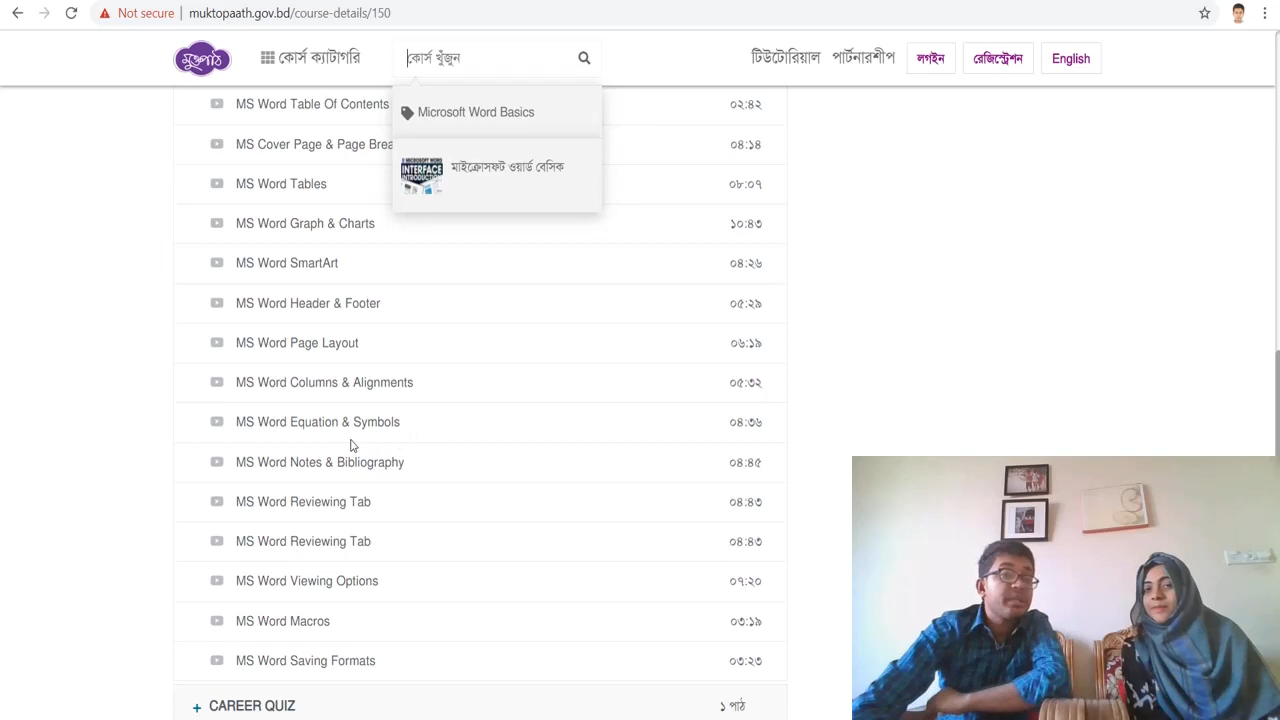 Not secure | muktopaath.gov.bd/course-details/150
মুক্তপাঠ
কোর্স ক্যাটাগরি
কোর্স খুঁজুন
টিউটোরিয়াল
পার্টনারশীপ
লগইন
রেজিস্ট্রেশন
English
Microsoft Word Basics
MICROSOFT WORD
INTERFACE
INTRODUCTION
মাইক্রোসফট ওয়ার্ড বেসিক
MS Word Table Of Contents ০২:৪২
MS Cover Page & Page Brea ০৪:১৪
MS Word Tables ০৮:০৭
MS Word Graph & Charts ১০:৪৩
MS Word SmartArt ০৪:২৬
MS Word Header & Footer ০৫:২৯
MS Word Page Layout ০৬:১৯
MS Word Columns & Alignments ০৫:৩২
MS Word Equation & Symbols ০৪:৩৬
MS Word Notes & Bibliography ০৪:৪৫
MS Word Reviewing Tab ০৪:৪৩
MS Word Reviewing Tab ০৪:৪৩
MS Word Viewing Options ০৭:২০
MS Word Macros ০৩:১৯
MS Word Saving Formats ০৩:২৩
+ CAREER QUIZ ১ পাঠ